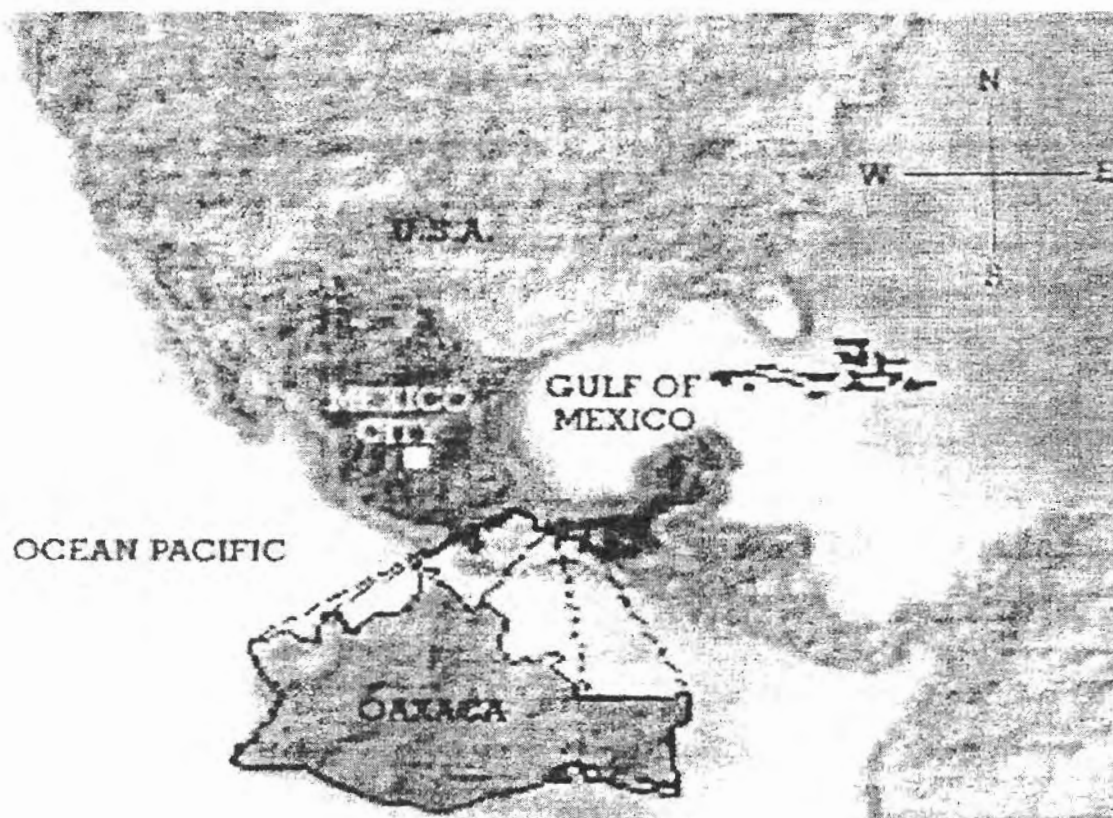 N
W E
S
U.S.A.
MEXICO
CITY
GULF OF
MEXICO
OCEAN PACIFIC
OAXACA